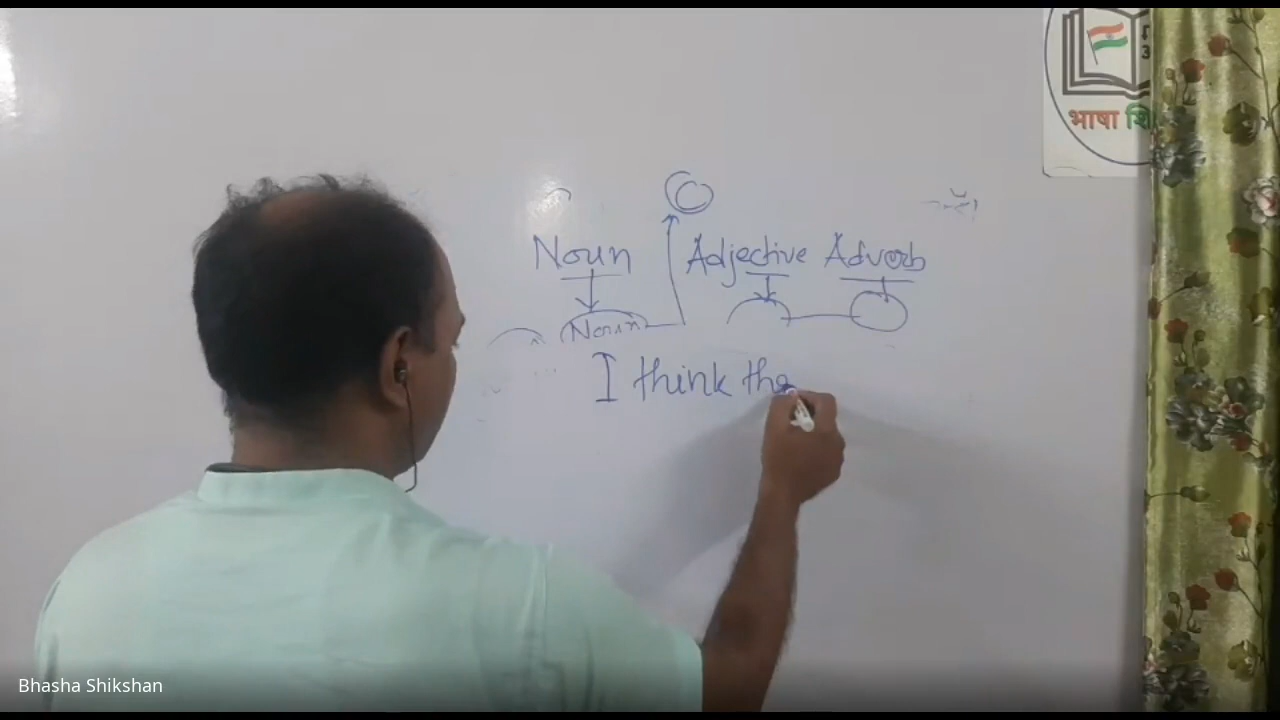 भाषा
©
Noun Adjective Adverb
Noun
I think the
Bhasha Shikshan